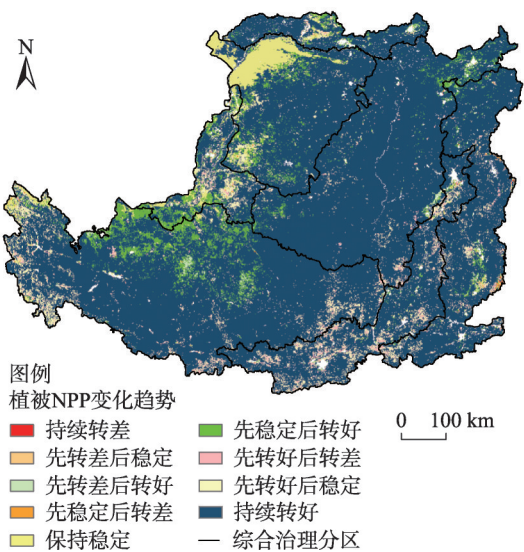 N
图例
植被NPP变化趋势
持续转差
先稳定后转好
0 100 km
先转差后稳定
先转好后转差
先转差后转好
先转好后稳定
先稳定后转差
持续转好
保持稳定
综合治理分区